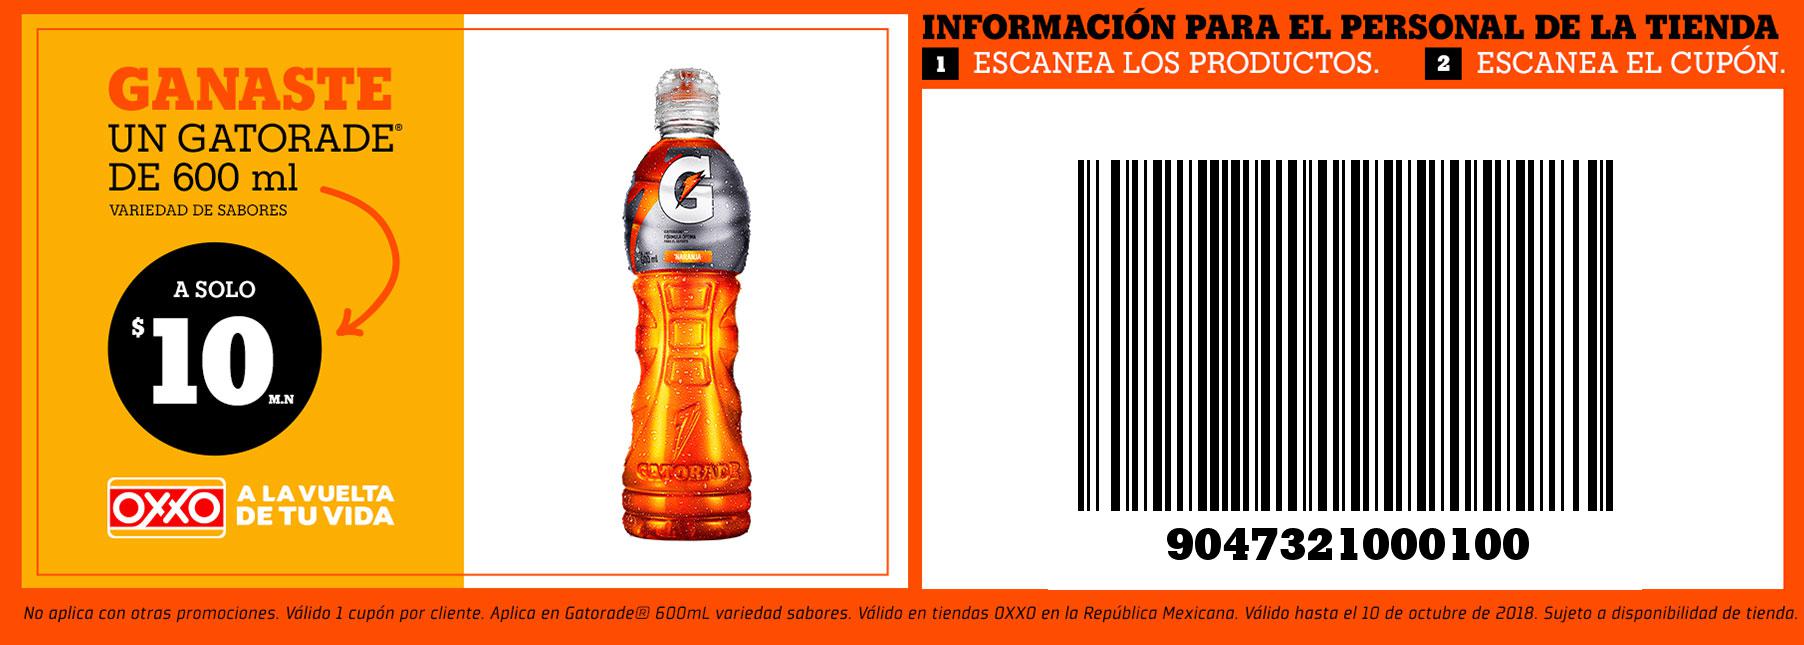 GANASTE
UN GATORADE®
DE 600 ml
VARIEDAD DE SABORES
A SOLO
$10 M.N
OXXO
A LA VUELTA
DE TU VIDA
G
NARANJA
GATORADE
INFORMACIÓN PARA EL PERSONAL DE LA TIENDA
1 ESCANEA LOS PRODUCTOS. 2 ESCANEA EL CUPÓN.
9047321000100
No aplica con otras promociones. Válido 1 cupón por cliente. Aplica en Gatorade® 600mL variedad sabores. Válido en tiendas OXXO en la República Mexicana. Válido hasta el 10 de octubre de 2018. Sujeto a disponibilidad de tienda.